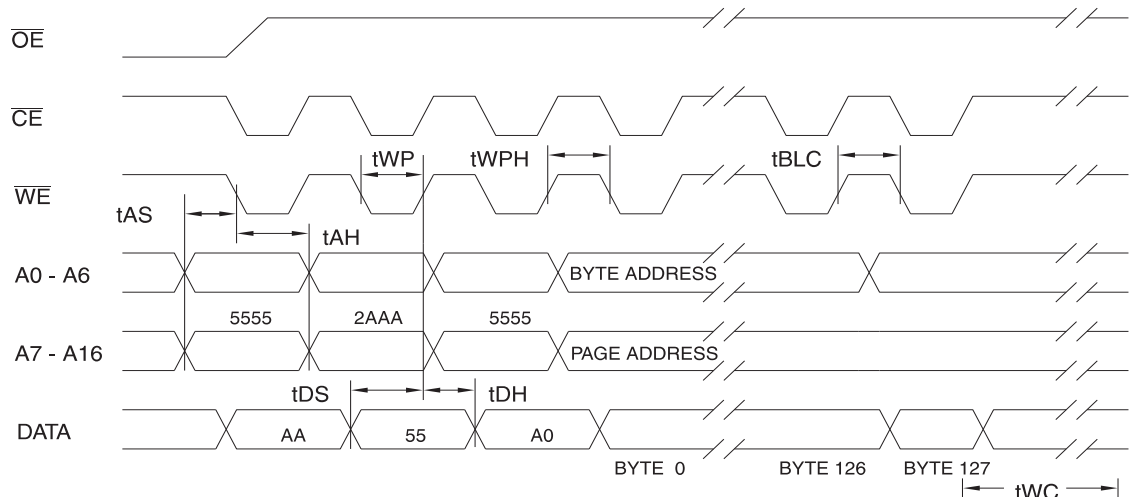 OE
CE
tWP tWPH tBLC
WE
tAS
tAH
A0 - A6 BYTE ADDRESS
5555 2AAA 5555
A7 - A16 PAGE ADDRESS
tDS tDH
DATA AA 55 A0
BYTE 0 BYTE 126 BYTE 127
tWC